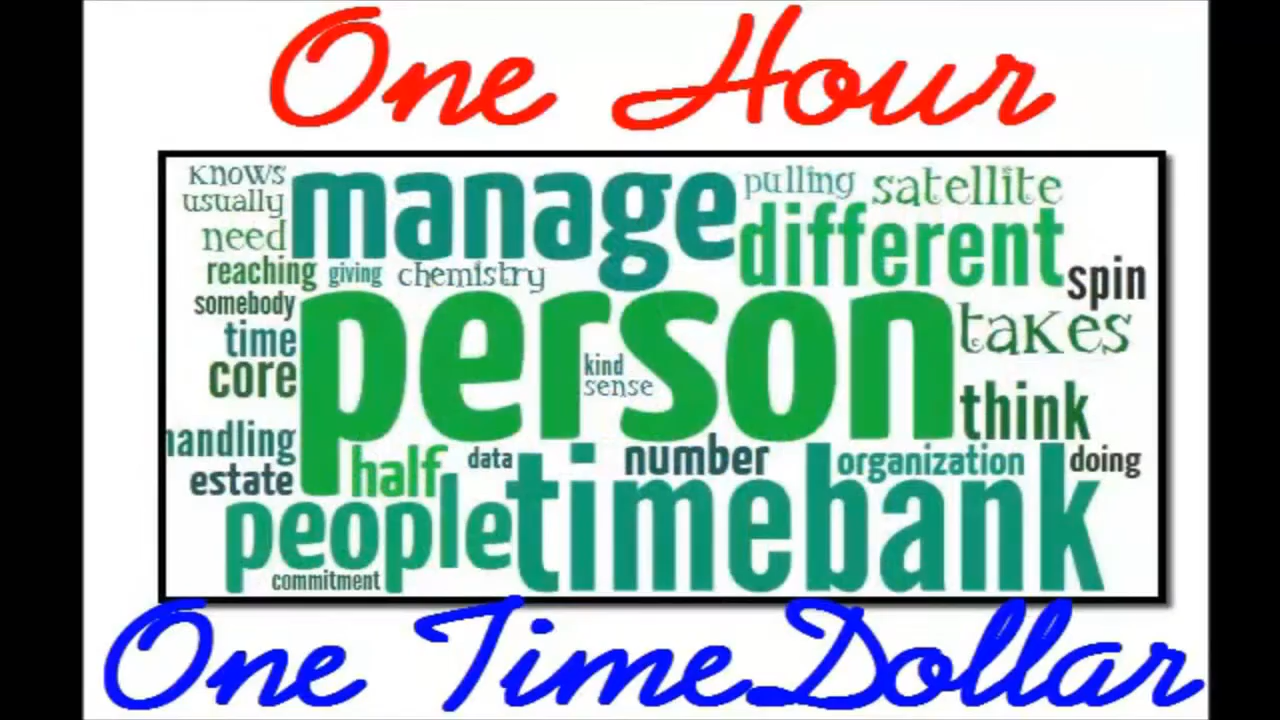 One Hour
knows
manage
pulling
satellite
usually
need
different
reaching
giving
chemistry
spin
somebody
person
takes
time
kind
core
sense
think
handling
half
data
number
organization
doing
estate
people
timebank
commitment
One TimeDollar